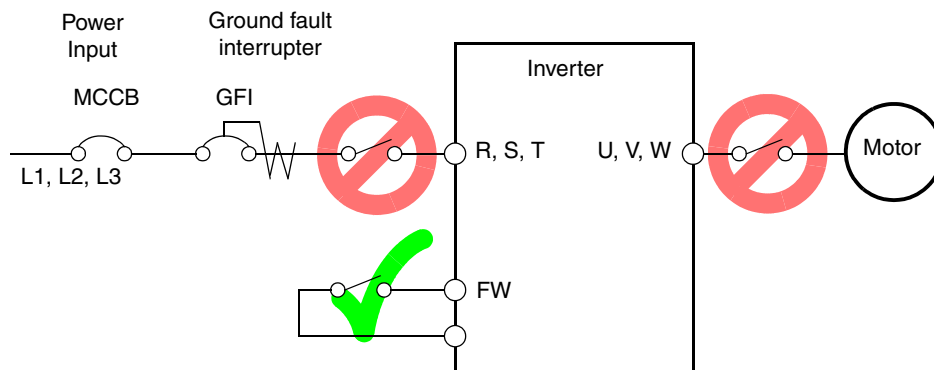 Power
Input
Ground fault
interrupter
Inverter
MCCB
GFI
L1, L2, L3
R, S, T
U, V, W
Motor
FW